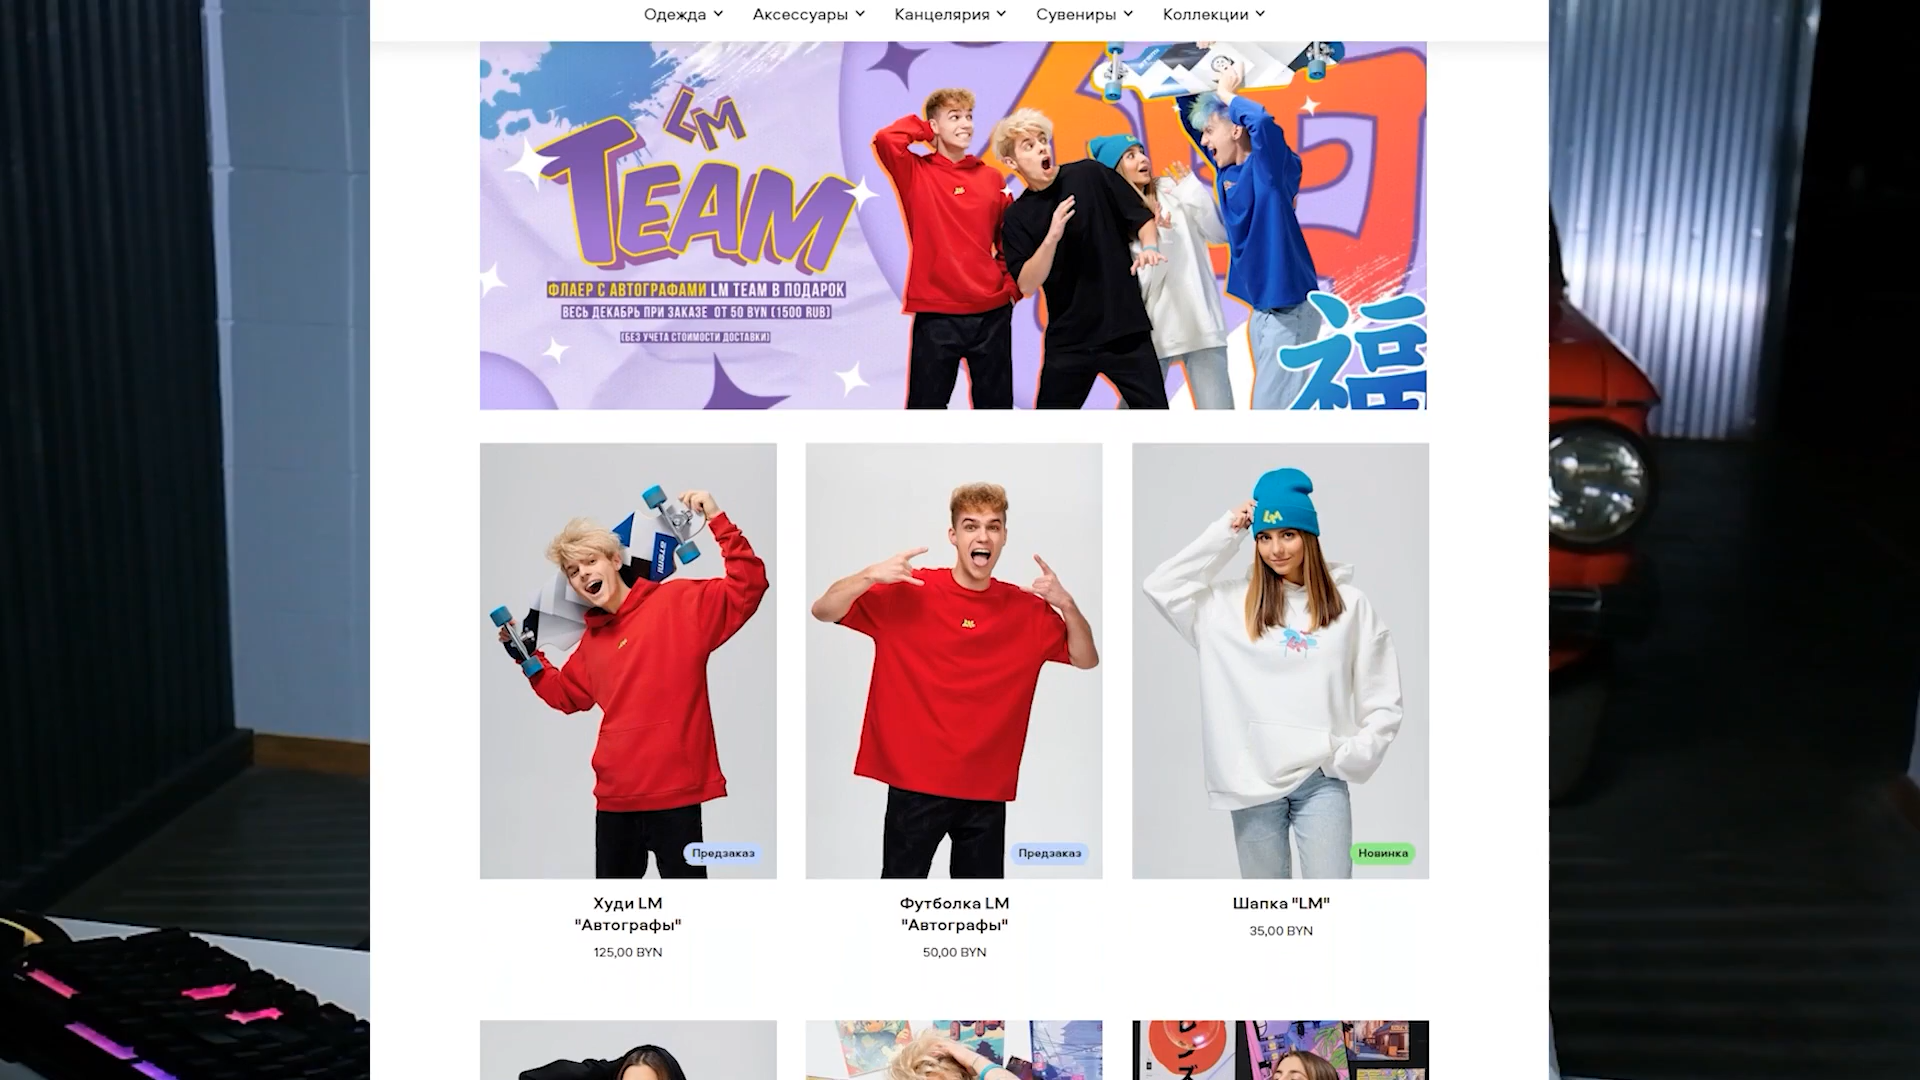 Одежда
Аксессуары
Канцелярия
Сувениры
Коллекции
LM
TEAM
ФЛАЕР С АВТОГРАФАМИ LM TEAM В ПОДАРОК
ВЕСЬ ДЕКАБРЬ ПРИ ЗАКАЗЕ ОТ 50 BYN (1500 RUB)
(БЕЗ УЧЕТА СТОИМОСТИ ДОСТАВКИ)
福
LM
Предзаказ
Предзаказ
Новинка
Худи LM
"Автографы"
125,00 BYN
Футболка LM
"Автографы"
50,00 BYN
Шапка "LM"
35,00 BYN